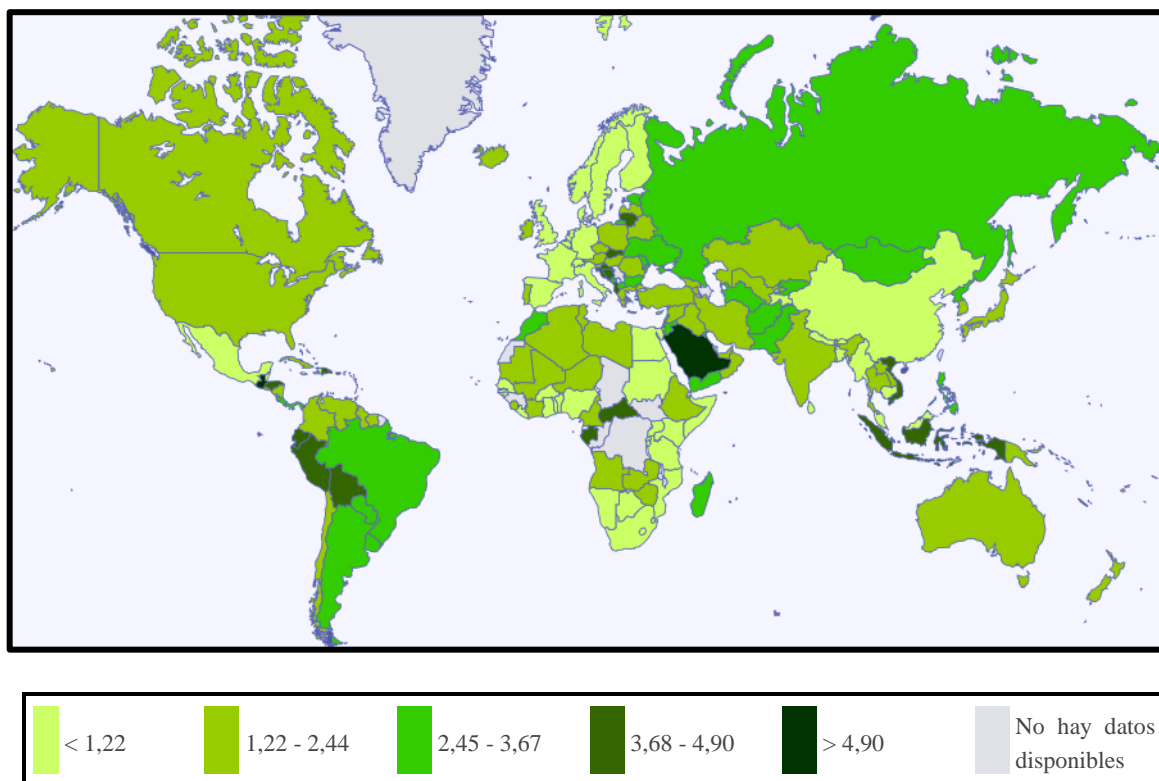 < 1,22
1,22 - 2,44
2,45 - 3,67
3,68 - 4,90
> 4,90
No hay datos
disponibles